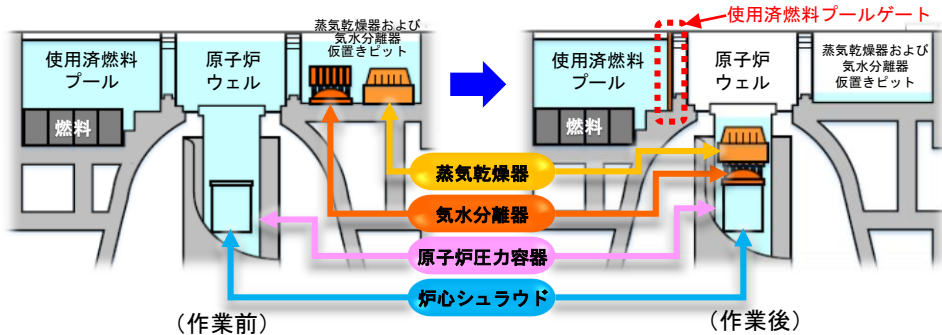 使用済燃料プールゲート
蒸気乾燥器および
気水分離器
仮置きピット
使用済燃料
プール
原子炉
ウェル
燃料
使用済燃料
プール
原子炉
ウェル
蒸気乾燥器および
気水分離器
仮置きピット
燃料
蒸気乾燥器
気水分離器
原子炉圧力容器
炉心シュラウド
(作業前)
(作業後)